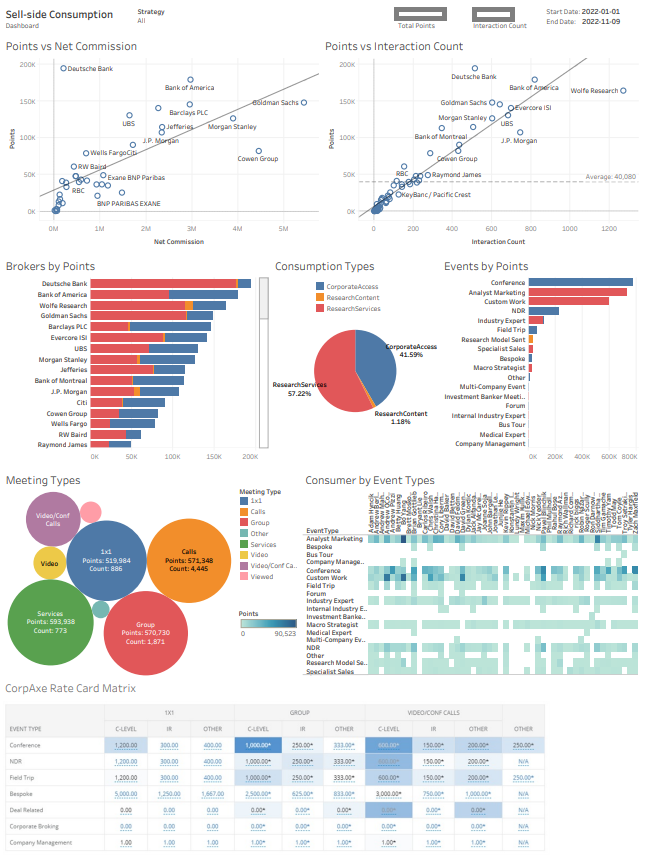 Sell-side Consumption
Dashboard
Strategy
All
Total Points
Interaction Count
Start Date: 2022-01-01
End Date: 2022-11-09
Points vs Net Commission
Points vs Interaction Count
200K
150K
100K
50K
0K
Points
Deutsche Bank
Bank of America
Goldman Sachs
Barclays PLC
UBS
Jefferies
Morgan Stanley
J.P. Morgan
Wells FargoCiti
Cowen Group
RW Baird
Exane BNP Paribas
RBC
BNP PARIBAS EXANE
0M
1M
2M
3M
4M
5M
Net Commission
200K
150K
100K
50K
0K
Points
Deutsche Bank
Bank of America
Wolfe Research
Goldman Sachs
Evercore ISI
Morgan Stanley
UBS
Bank of Montreal
J.P. Morgan
Cowen Group
RBC
Raymond James
Average: 40,080
KeyBanc / Pacific Crest
0
200
400
600
800
1000
1200
Interaction Count
Brokers by Points
Deutsche Bank
Bank of America
Wolfe Research
Goldman Sachs
Barclays PLC
Evercore ISI
UBS
Morgan Stanley
Jefferies
Bank of Montreal
J.P. Morgan
Citi
Cowen Group
Wells Fargo
RW Baird
Raymond James
0K
50K
100K
150K
200K
Consumption Types
CorporateAccess
ResearchContent
ResearchServices
CorporateAccess
41.59%
ResearchServices
57.22%
ResearchContent
1.18%
Events by Points
Conference
Analyst Marketing
Custom Work
NDR
Industry Expert
Field Trip
Research Model Sent
Specialist Sales
Bespoke
Macro Strategist
Other
Multi-Company Event
Investment Banker Meeti..
Forum
Internal Industry Expert
Bus Tour
Medical Expert
Company Management
0K
200K
400K
600K
800K
Meeting Types
Video/Conf
Calls
Video
1x1
Points: 519,984
Count: 886
Calls
Points: 571,348
Count: 4,445
Services
Points: 593,938
Count: 773
Group
Points: 570,730
Count: 1,871
Meeting Type
1x1
Calls
Group
Other
Services
Video
Video/Conf Ca..
Viewed
Points
0
90,523
Consumer by Event Types
EventType
Analyst Marketing
Bespoke
Bus Tour
Company Manage..
Conference
Custom Work
Field Trip
Forum
Industry Expert
Internal Industry E..
Investment Banke..
Macro Strategist
Medical Expert
Multi-Company Ev..
NDR
Other
Research Model Se..
Specialist Sales
CorpAxe Rate Card Matrix
1X1
GROUP
VIDEO/CONF CALLS
EVENT TYPE C-LEVEL IR OTHER C-LEVEL IR OTHER C-LEVEL IR OTHER OTHER
Conference 1,200.00 300.00 400.00 1,000.00* 250.00* 333.00* 600.00* 150.00* 200.00* 250.00*
NDR 1,200.00 300.00 400.00 1,000.00* 250.00* 333.00* 600.00* 150.00* 200.00* N/A
Field Trip 1,200.00 300.00 400.00 1,000.00* 250.00* 333.00* 600.00* 150.00* 200.00* 250.00*
Bespoke 5,000.00 1,250.00 1,667.00 2,500.00* 625.00* 833.00* 3,000.00* 750.00* 1,000.00* N/A
Deal Related 0.00 0.00 0.00 0.00* 0.00* 0.00* 0.00* 0.00* 0.00* N/A
Corporate Broking 0.00 0.00 0.00 0.00* 0.00* 0.00* 0.00* 0.00* 0.00* N/A
Company Management 1.00 1.00 1.00 1.00* 1.00* 1.00* 1.00* 1.00* 1.00* N/A